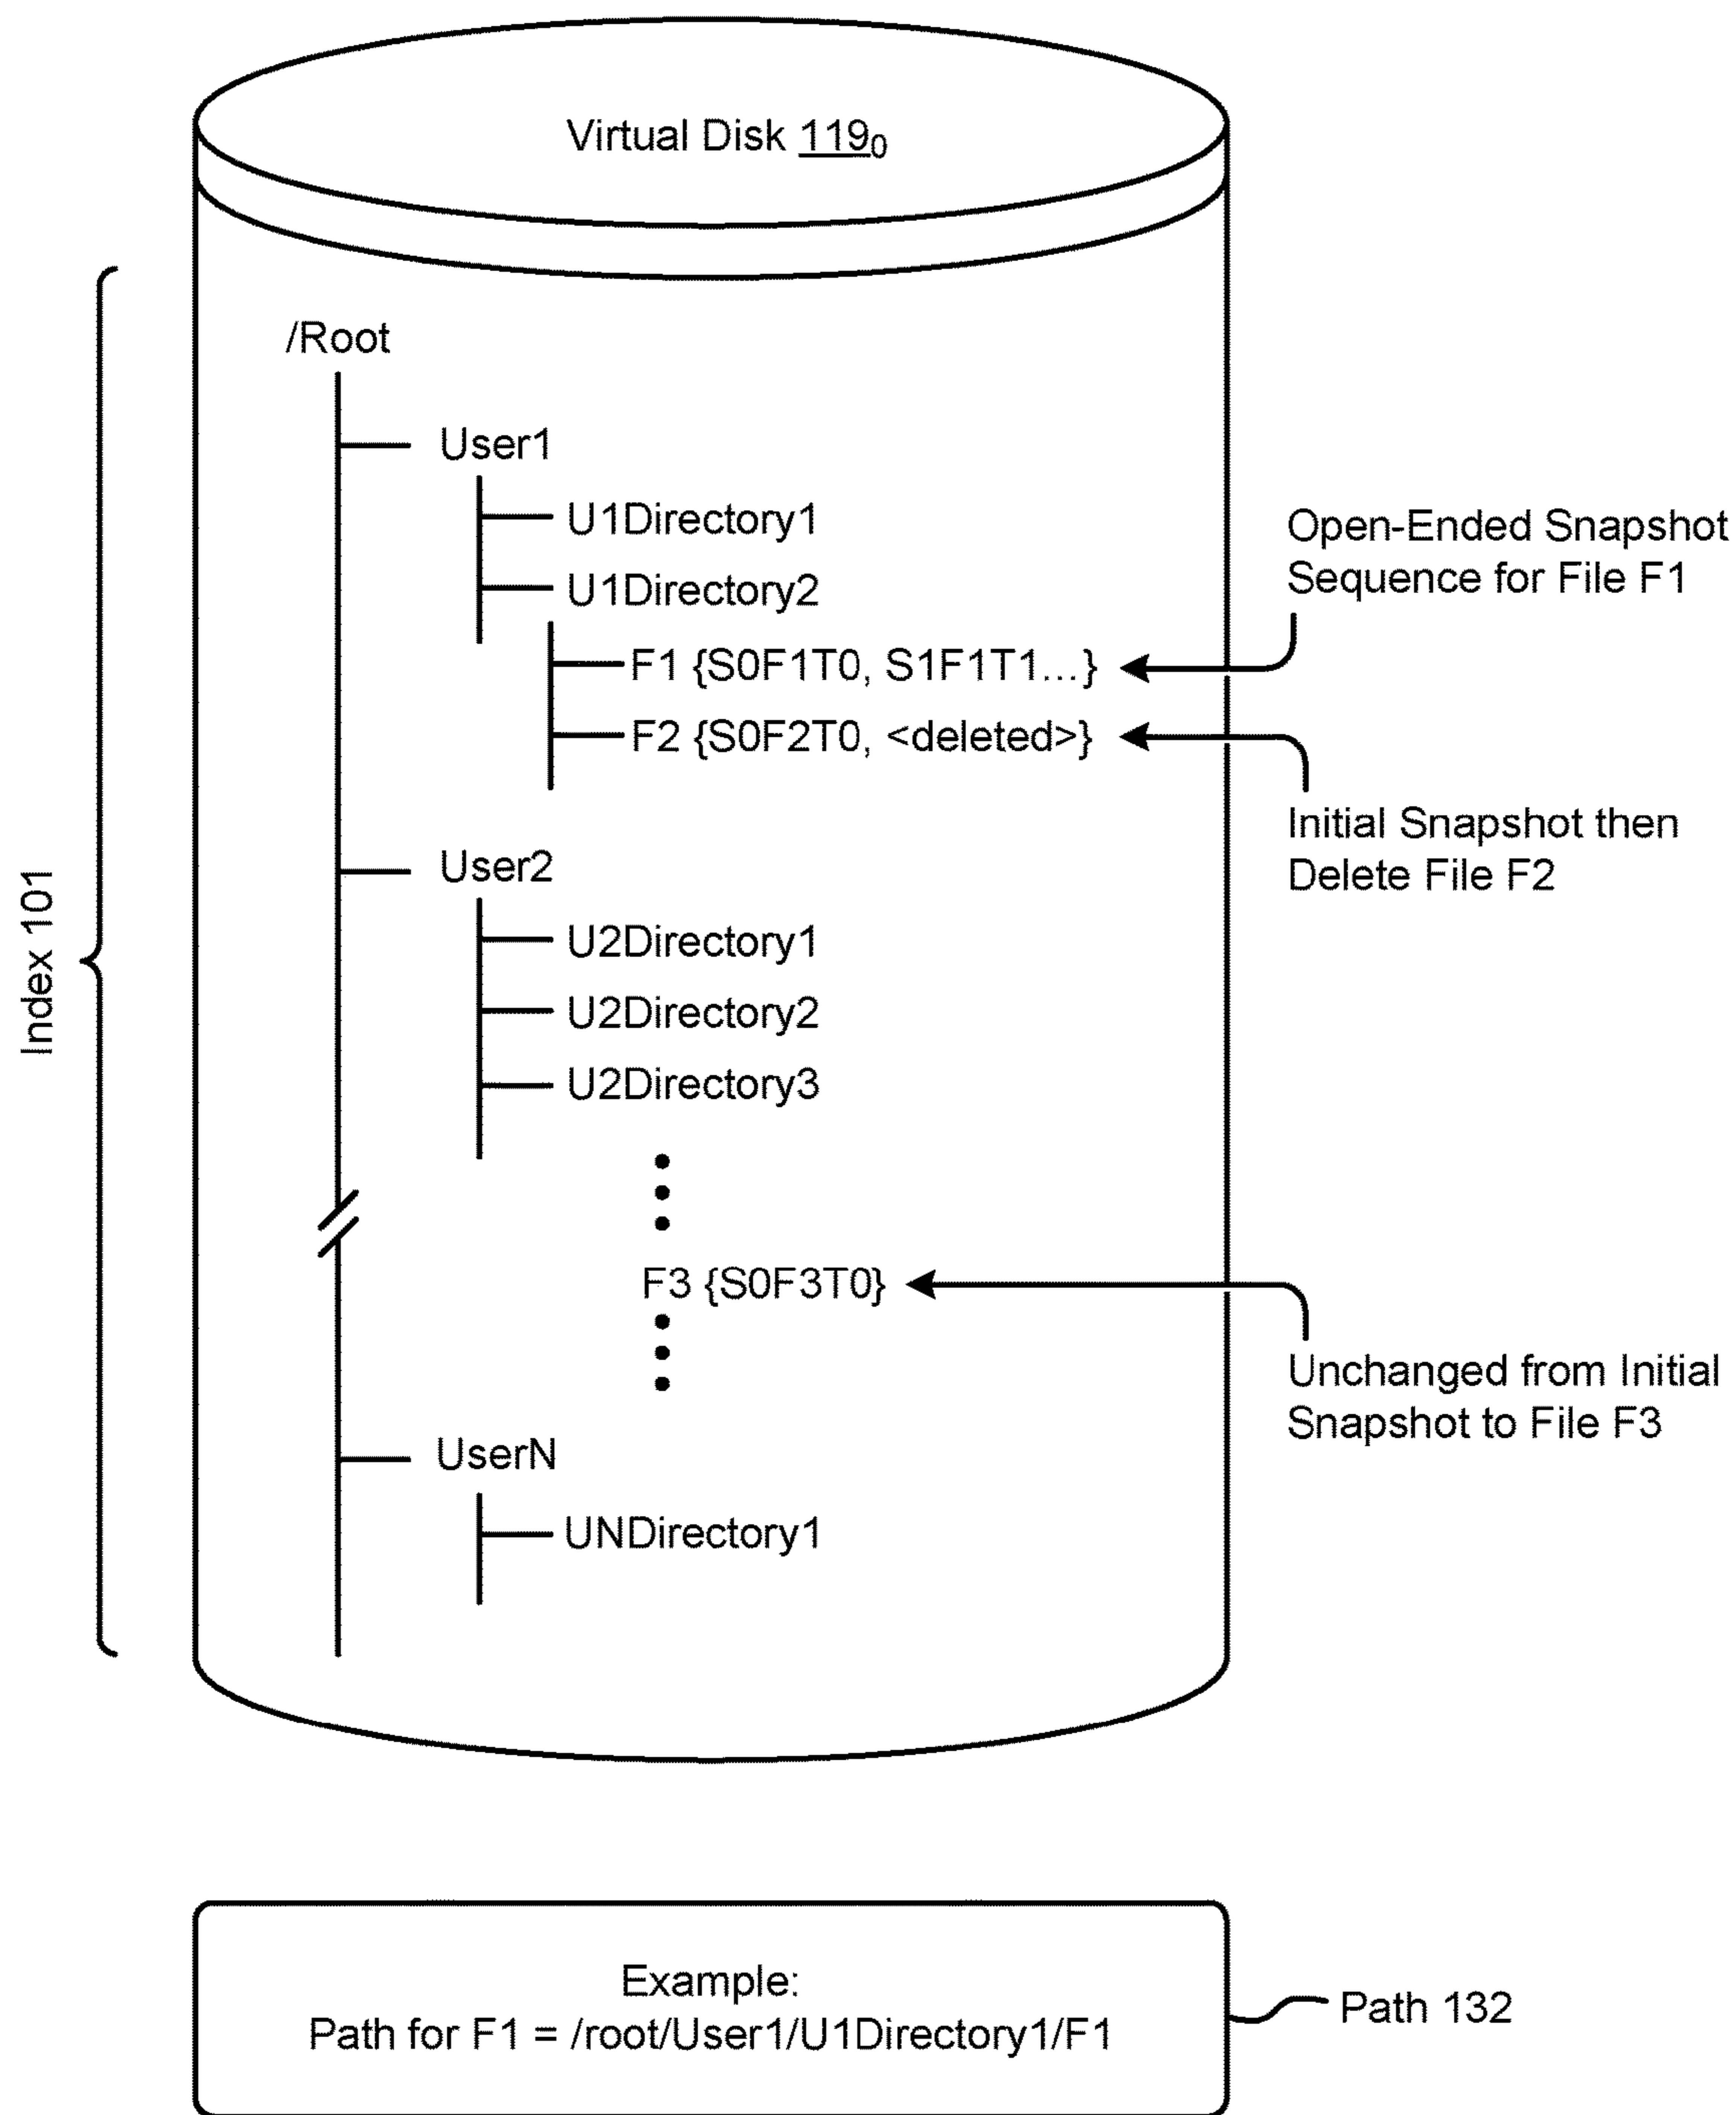 Virtual Disk 119₀
Index 101
/Root
User1
U1Directory1
U1Directory2
F1 {S0F1T0, S1F1T1...}
F2 {S0F2T0, <deleted>}
Open-Ended Snapshot
Sequence for File F1
Initial Snapshot then
Delete File F2
User2
U2Directory1
U2Directory2
U2Directory3
F3 {S0F3T0}
Unchanged from Initial
Snapshot to File F3
UserN
UNDirectory1
Example:
Path for F1 = /root/User1/U1Directory1/F1
Path 132